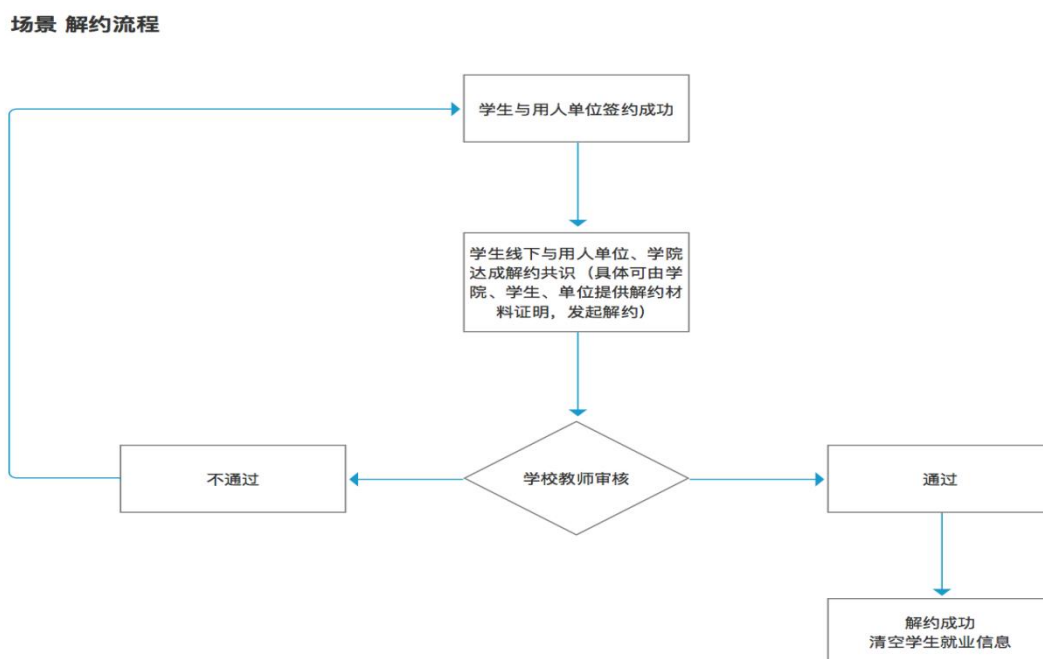 场景 解约流程
学生与用人单位签约成功
学生线下与用人单位、学院
达成解约共识（具体可由学
院、学生、单位提供解约材
料证明，发起解约）
不通过
学校教师审核
通过
解约成功
清空学生就业信息